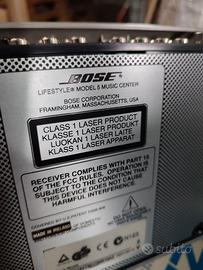 BOSE
LIFESTYLE® MODEL 5 MUSIC CENTER
BOSE CORPORATION
FRAMINGHAM, MASSACHUSETTS, USA
CLASS 1 LASER PRODUCT
KLASSE 1 LASER PRODUKT
LUOKAN 1 LASER LAITE
KLASS 1 LASER APPARAT
RECEIVER COMPLIES WITH PART 15
OF THE FCC RULES. OPERATION IS
SUBJECT TO THE CONDITION THAT
THIS DEVICE DOES NOT CAUSE
HARMFUL INTERFERENCE.
MADE IN IRELAND
N145
subito